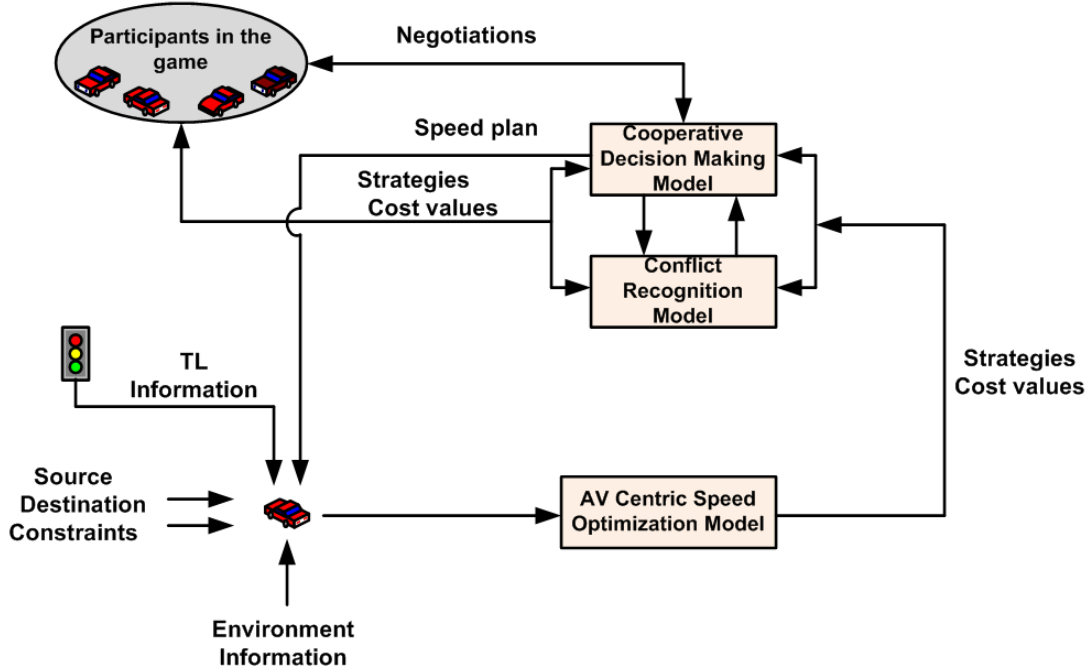 Participants in the
game
Negotiations
Speed plan
Cooperative
Decision Making
Model
Strategies
Cost values
Conflict
Recognition
Model
TL
Information
Strategies
Cost values
Source
Destination
Constraints
AV Centric Speed
Optimization Model
Environment
Information